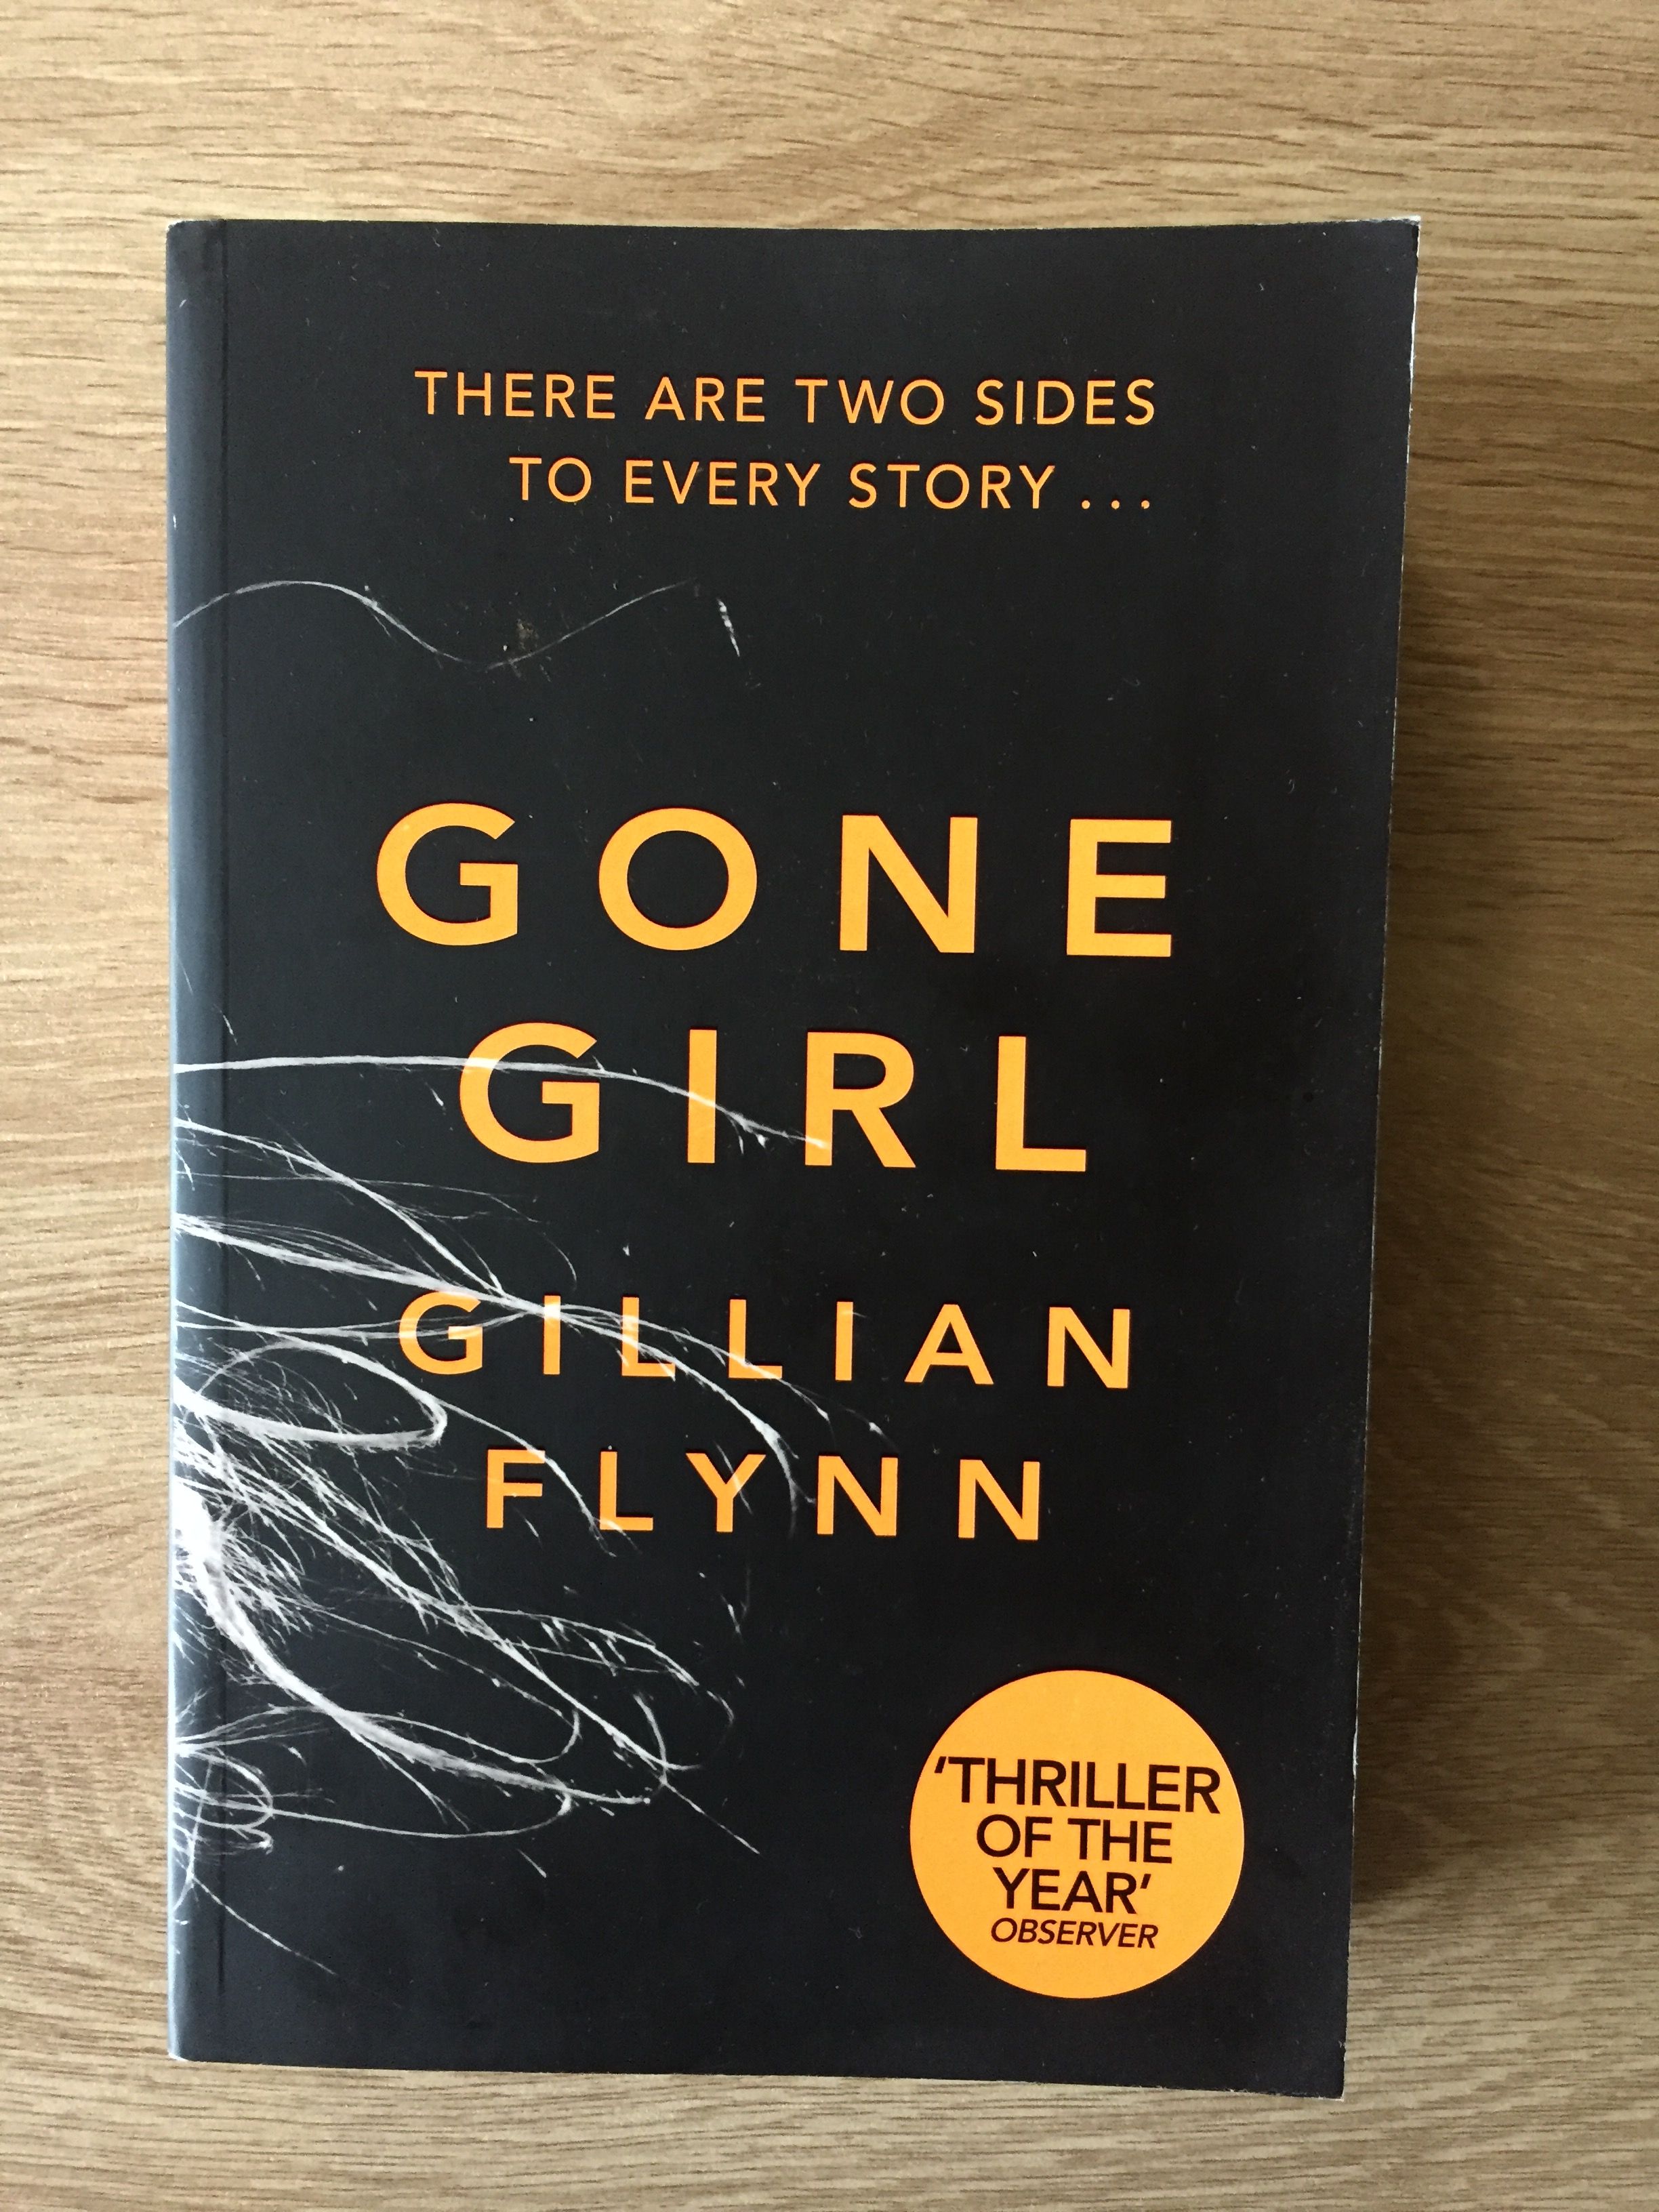 THERE ARE TWO SIDES
TO EVERY STORY . . .
GONE
GIRL
GILLIAN
FLYNN
'THRILLER
OF THE
YEAR'
OBSERVER